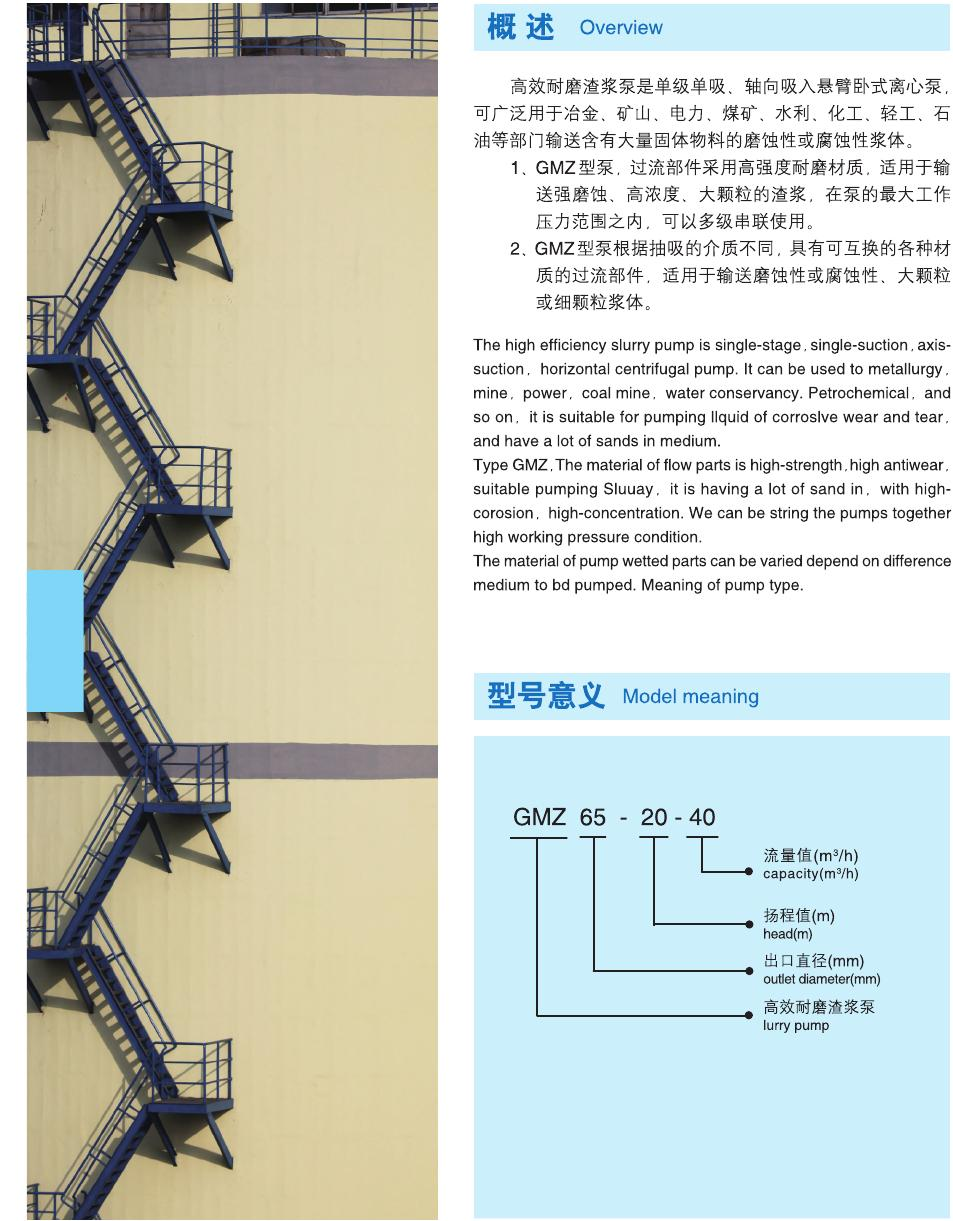 概 述 Overview
高效耐磨渣浆泵是单级单吸、轴向吸入悬臂卧式离心泵，
可广泛用于冶金、矿山、电力、煤矿、水利、化工、轻工、石
油等部门输送含有大量固体物料的磨蚀性或腐蚀性浆体。
1、GMZ型泵，过流部件采用高强度耐磨材质，适用于输
送强磨蚀、高浓度、大颗粒的渣浆，在泵的最大工作
压力范围之内，可以多级串联使用。
2、GMZ型泵根据抽吸的介质不同，具有可互换的各种材
质的过流部件，适用于输送磨蚀性或腐蚀性、大颗粒
或细颗粒浆体。
The high efficiency slurry pump is single-stage, single-suction, axis-
suction, horizontal centrifugal pump. It can be used to metallurgy,
mine, power, coal mine, water conservancy. Petrochemical, and
so on, it is suitable for pumping llquid of corroslve wear and tear,
and have a lot of sands in medium.
Type GMZ, The material of flow parts is high-strength, high antiwear,
suitable pumping Sluuay, it is having a lot of sand in, with high-
corosion, high-concentration. We can be string the pumps together
high working pressure condition.
The material of pump wetted parts can be varied depend on difference
medium to bd pumped. Meaning of pump type.
型号意义 Model meaning
GMZ 65 - 20 - 40
流量值(m³/h)
capacity(m³/h)
扬程值(m)
head(m)
出口直径(mm)
outlet diameter(mm)
高效耐磨渣浆泵
lurry pump